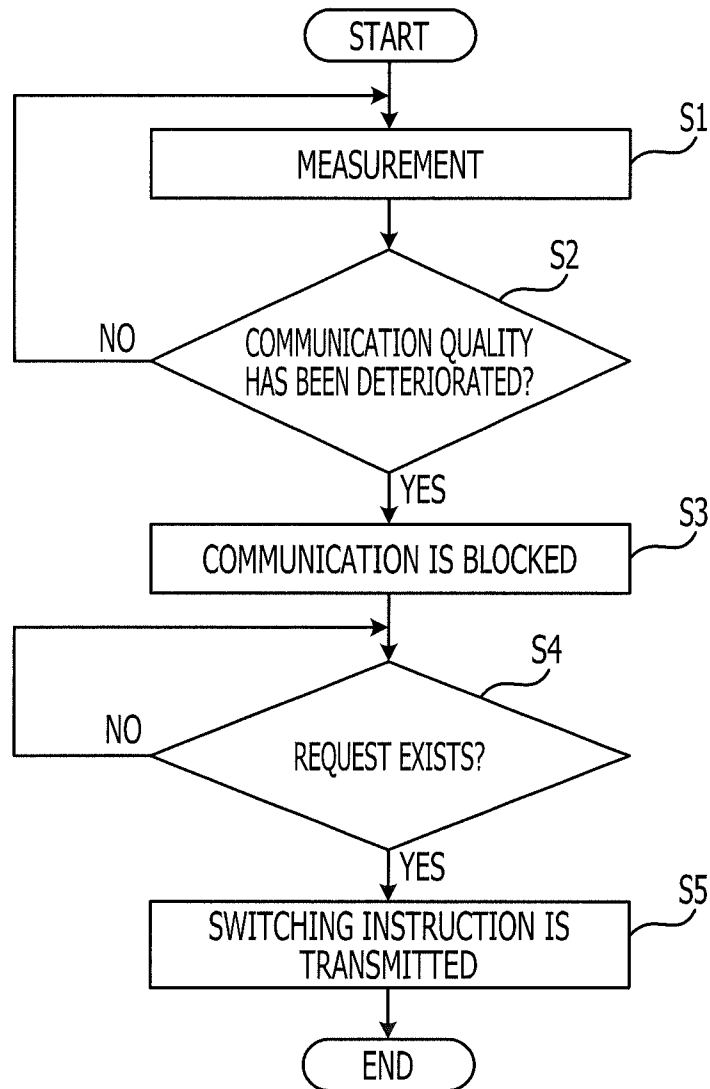 START
S1
MEASUREMENT
S2
COMMUNICATION QUALITY
HAS BEEN DETERIORATED?
NO
YES
S3
COMMUNICATION IS BLOCKED
S4
NO
REQUEST EXISTS?
YES
S5
SWITCHING INSTRUCTION IS
TRANSMITTED
END